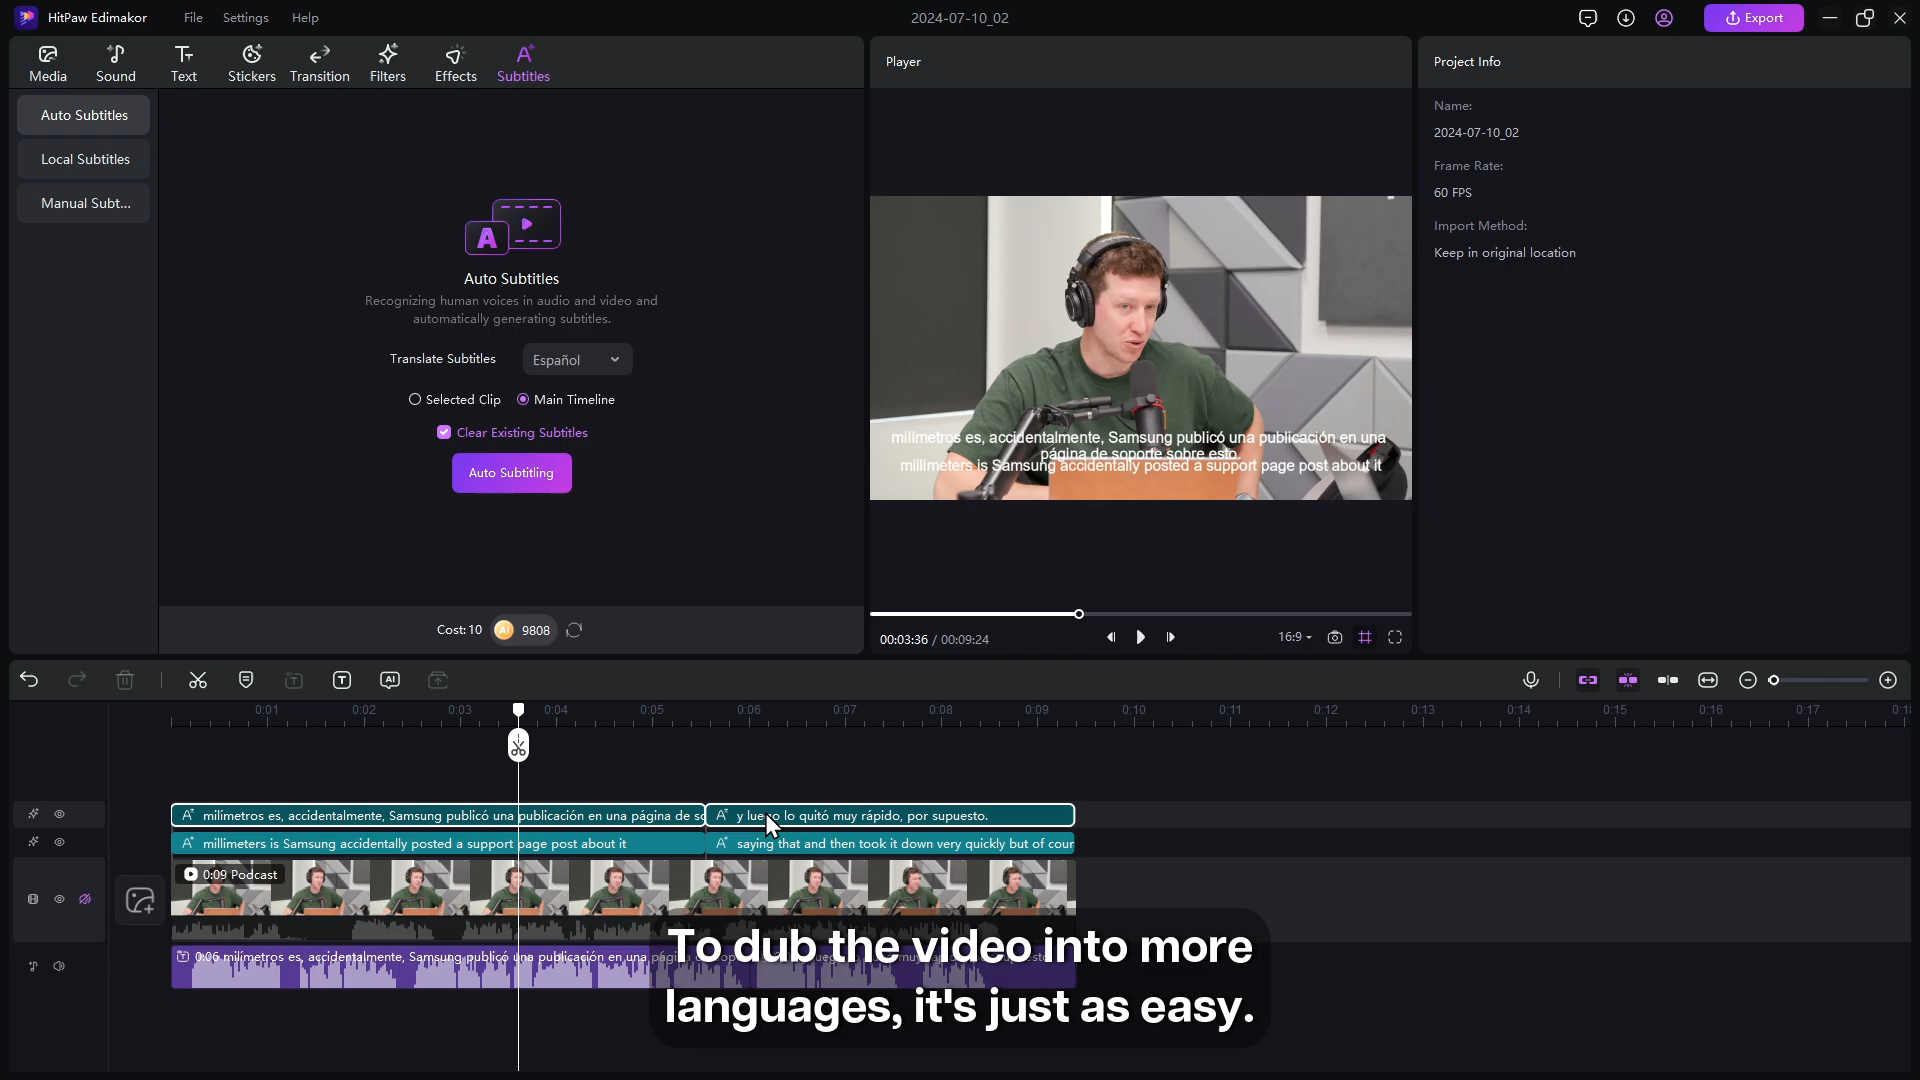 HitPaw Edimakor
File
Settings
Help
2024-07-10_02
Export
Media
Sound
Text
Stickers
Transition
Filters
Effects
Subtitles
Auto Subtitles
Local Subtitles
Manual Subt...
A
Auto Subtitles
Recognizing human voices in audio and video and
automatically generating subtitles.
Translate Subtitles
Español
Selected Clip
Main Timeline
Clear Existing Subtitles
Auto Subtitling
Cost: 10
AI
9808
Player
milímetros es, accidentalmente, Samsung publicó una publicación en una
página de soporte sobre esto.
millimeters is Samsung accidentally posted a support page post about it
00:03:36 / 00:09:24
16:9
Project Info
Name:
2024-07-10_02
Frame Rate:
60 FPS
Import Method:
Keep in original location
0:01
0:02
0:03
0:04
0:05
0:06
0:07
0:08
0:09
0:10
0:11
0:12
0:13
0:14
0:15
0:16
0:17
milímetros es, accidentalmente, Samsung publicó una publicación en una página de so
y luego lo quitó muy rápido, por supuesto.
millimeters is Samsung accidentally posted a support page post about it
saying that and then took it down very quickly but of cour
0:09 Podcast
0:06 milímetros es, accidentalmente, Samsung publicó una publicación en una
To dub the video into more
languages, it's just as easy.